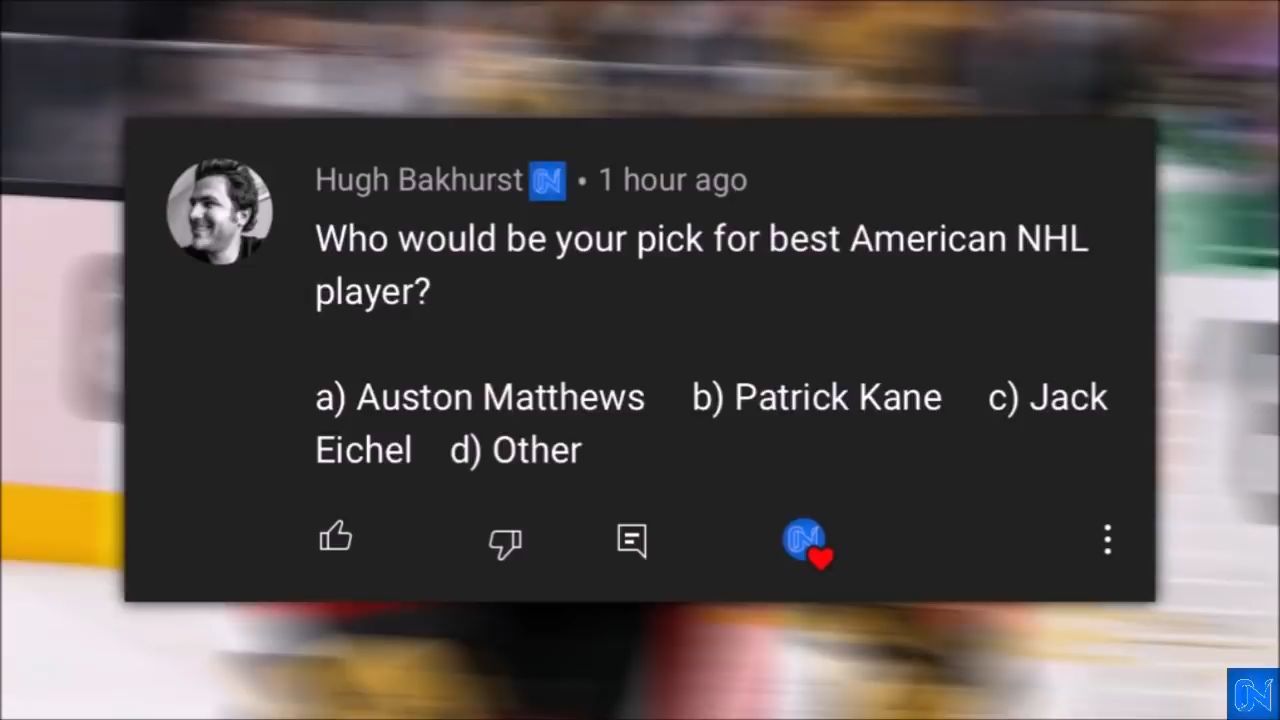 Hugh Bakhurst • 1 hour ago
Who would be your pick for best American NHL
player?
a) Auston Matthews b) Patrick Kane c) Jack
Eichel d) Other